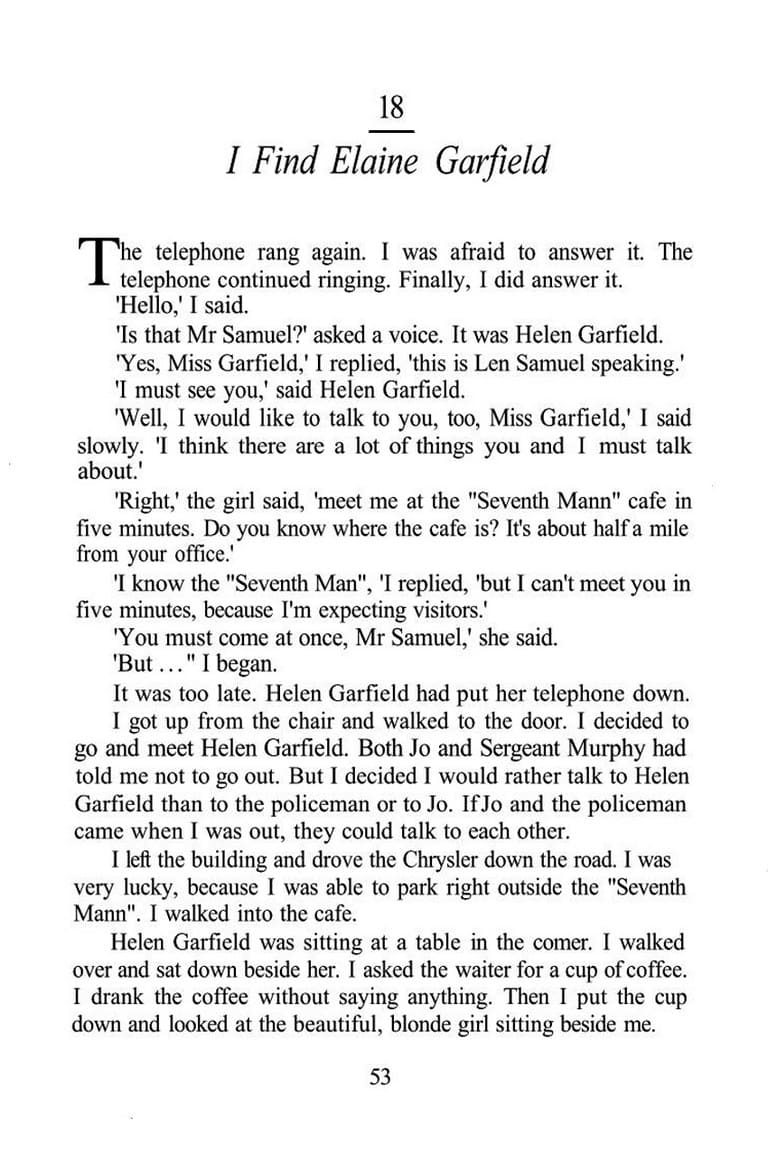 18
I Find Elaine Garfield
The telephone rang again. I was afraid to answer it. The
telephone continued ringing. Finally, I did answer it.
'Hello,' I said.
'Is that Mr Samuel?' asked a voice. It was Helen Garfield.
'Yes, Miss Garfield,' I replied, 'this is Len Samuel speaking.'
'I must see you,' said Helen Garfield.
'Well, I would like to talk to you, too, Miss Garfield,' I said
slowly. 'I think there are a lot of things you and I must talk
about.'
'Right,' the girl said, 'meet me at the "Seventh Mann" cafe in
five minutes. Do you know where the cafe is? It's about half a mile
from your office.'
'I know the "Seventh Man", 'I replied, 'but I can't meet you in
five minutes, because I'm expecting visitors.'
'You must come at once, Mr Samuel,' she said.
'But ..." I began.
It was too late. Helen Garfield had put her telephone down.
I got up from the chair and walked to the door. I decided to
go and meet Helen Garfield. Both Jo and Sergeant Murphy had
told me not to go out. But I decided I would rather talk to Helen
Garfield than to the policeman or to Jo. IfJo and the policeman
came when I was out, they could talk to each other.
I left the building and drove the Chrysler down the road. I was
very lucky, because I was able to park right outside the "Seventh
Mann". I walked into the cafe.
Helen Garfield was sitting at a table in the comer. I walked
over and sat down beside her. I asked the waiter for a cup of coffee.
I drank the coffee without saying anything. Then I put the cup
down and looked at the beautiful, blonde girl sitting beside me.
53